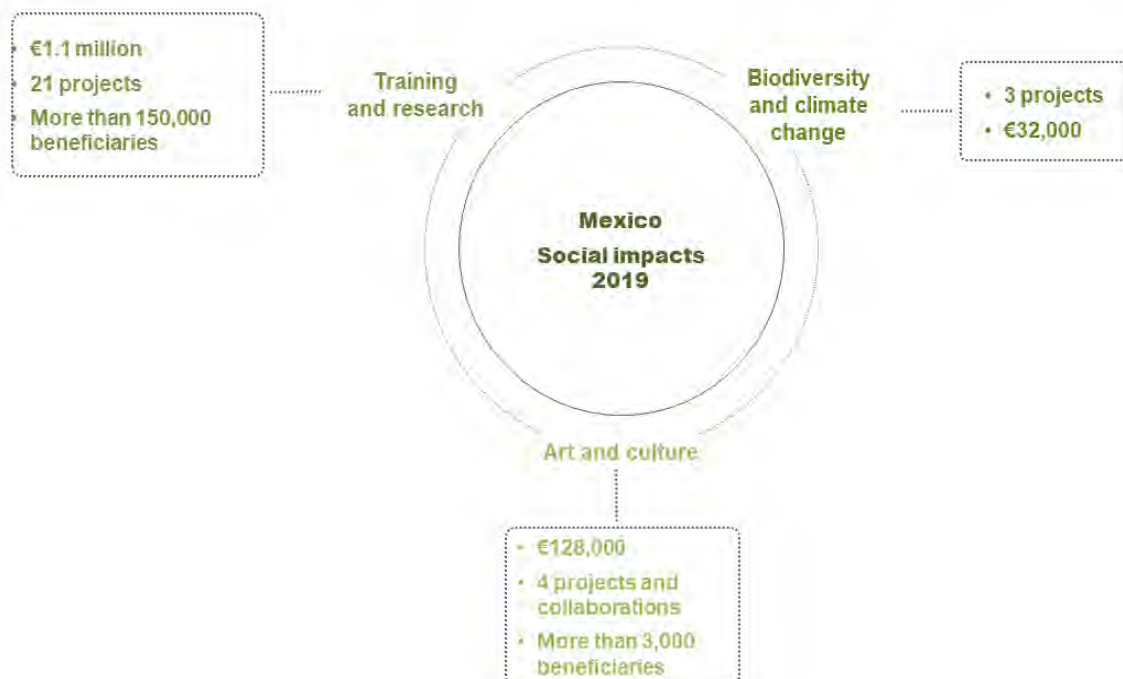 • €1.1 million
• 21 projects
• More than 150,000
beneficiaries
Training
and research
Biodiversity
and climate
change
• 3 projects
• €32,000
Mexico
Social impacts
2019
Art and culture
• €128,000
• 4 projects and
collaborations
• More than 3,000
beneficiaries